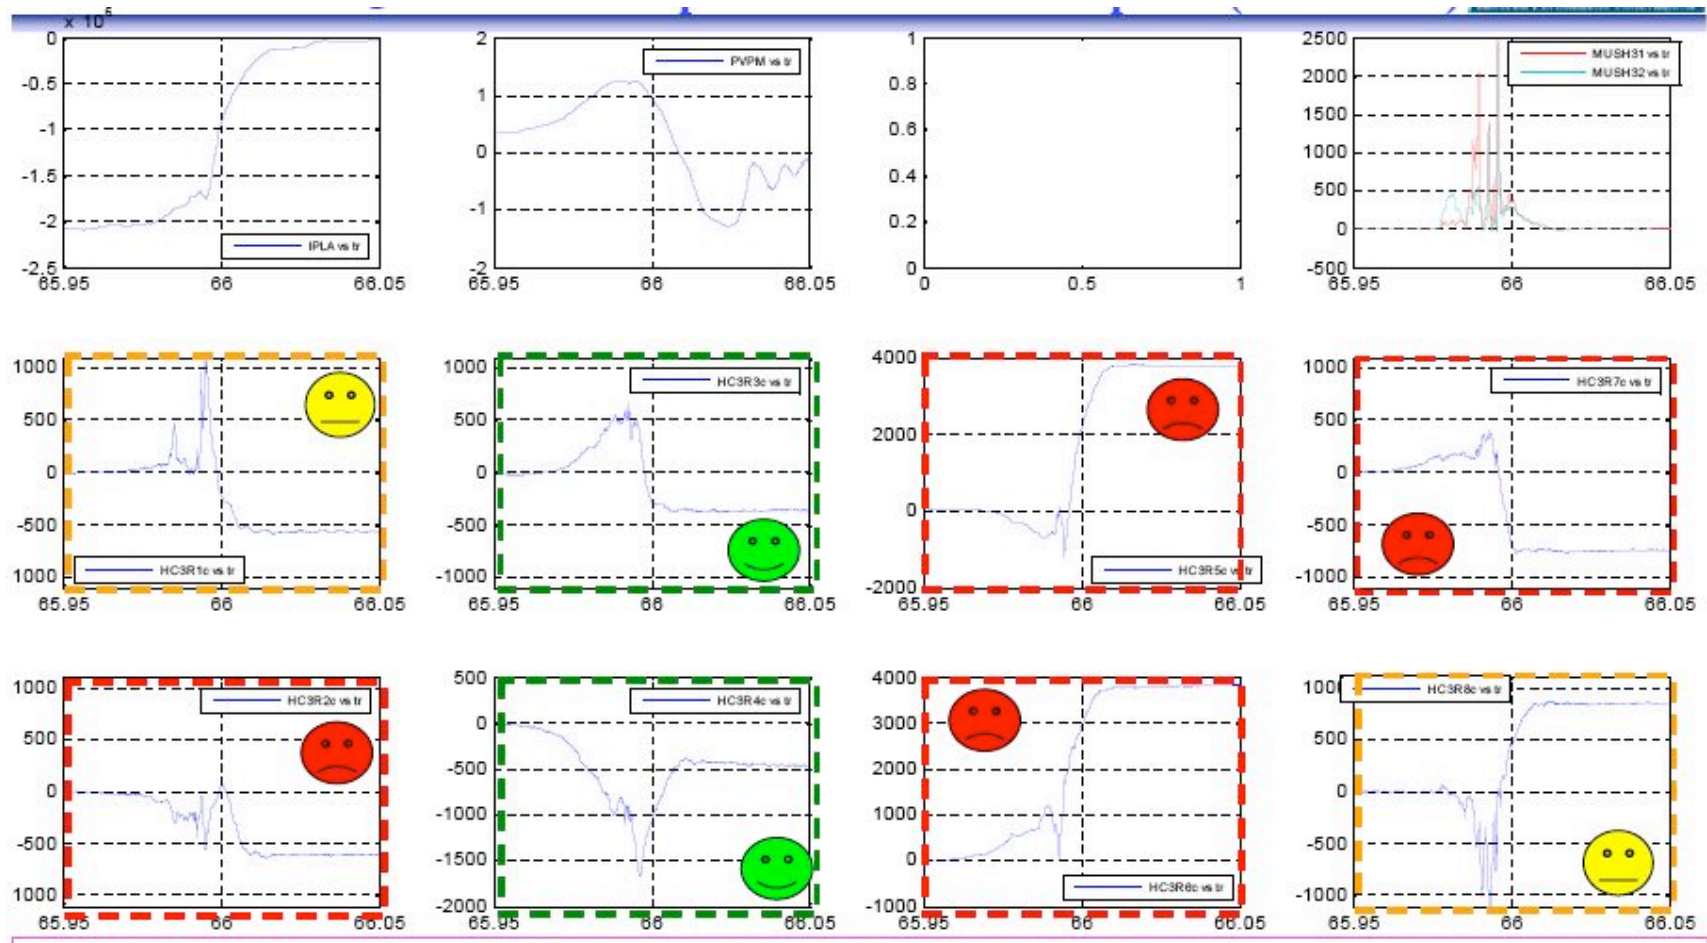 x 10^6
0
-0.5
-1
-1.5
-2
-2.5
IPLA vs tr
65.95 66 66.05
2
1
0
-1
-2
PVPM vs tr
65.95 66 66.05
1
0.8
0.6
0.4
0.2
0
0 0.5 1
2500
2000
1500
1000
500
0
-500
MUSH31 vs tr
MUSH32 vs tr
65.95 66 66.05
1000
500
0
-500
1000
HC3R1c vs tr
65.95 66 66.05
1000
500
0
-500
-1000
HC3R3c vs tr
65.95 66 66.05
4000
2000
0
-2000
HC3R5c vs tr
65.95 66 66.05
1000
500
0
-500
-1000
HC3R7c vs tr
65.95 66 66.05
1000
500
0
-500
1000
HC3R2c vs tr
65.95 66 66.05
500
0
-500
-1000
-1500
-2000
HC3R4c vs tr
65.95 66 66.05
4000
3000
2000
1000
0
-1000
HC3R6c vs tr
65.95 66 66.05
500
0
-500
-1000
HC3R8c vs tr
65.95 66 66.05